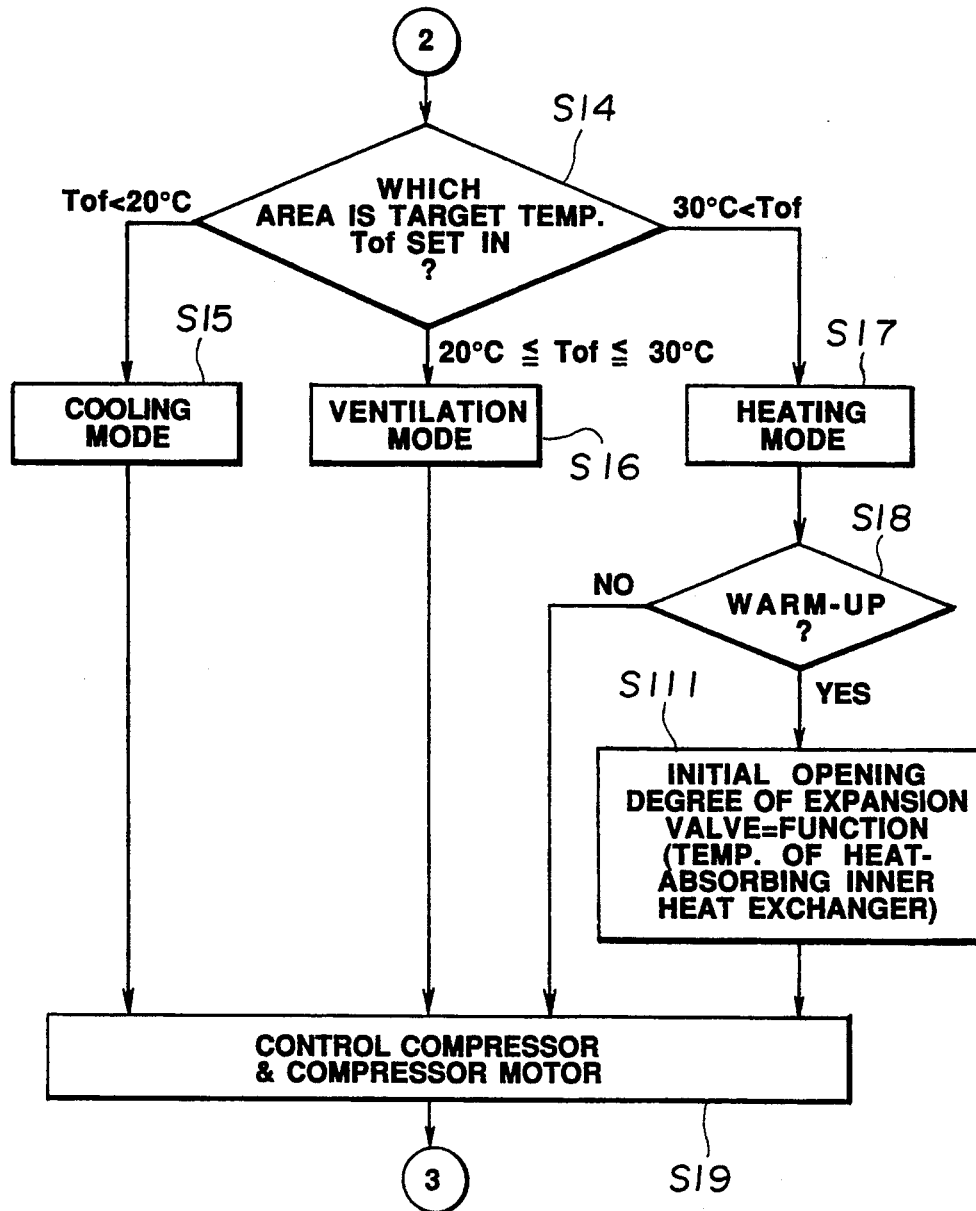 2
S14
WHICH
AREA IS TARGET TEMP.
Tof SET IN
?
Tof<20°C
30°C<Tof
20°C ≦ Tof ≦ 30°C
S15
COOLING
MODE
VENTILATION
MODE
S16
S17
HEATING
MODE
S18
WARM-UP
?
NO
YES
S111
INITIAL OPENING
DEGREE OF EXPANSION
VALVE=FUNCTION
(TEMP. OF HEAT-
ABSORBING INNER
HEAT EXCHANGER)
CONTROL COMPRESSOR
& COMPRESSOR MOTOR
S19
3